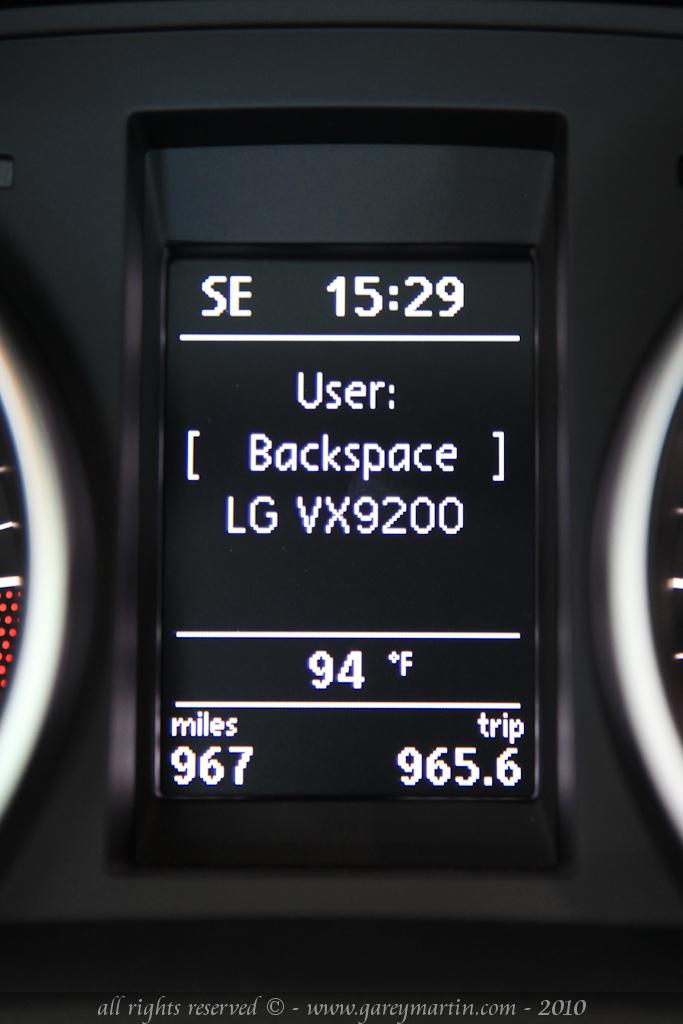 SE 15:29
User:
[ Backspace ]
LG VX9200
94 °F
miles trip
967 965.6
all rights reserved © - www.gareymartin.com - 2010